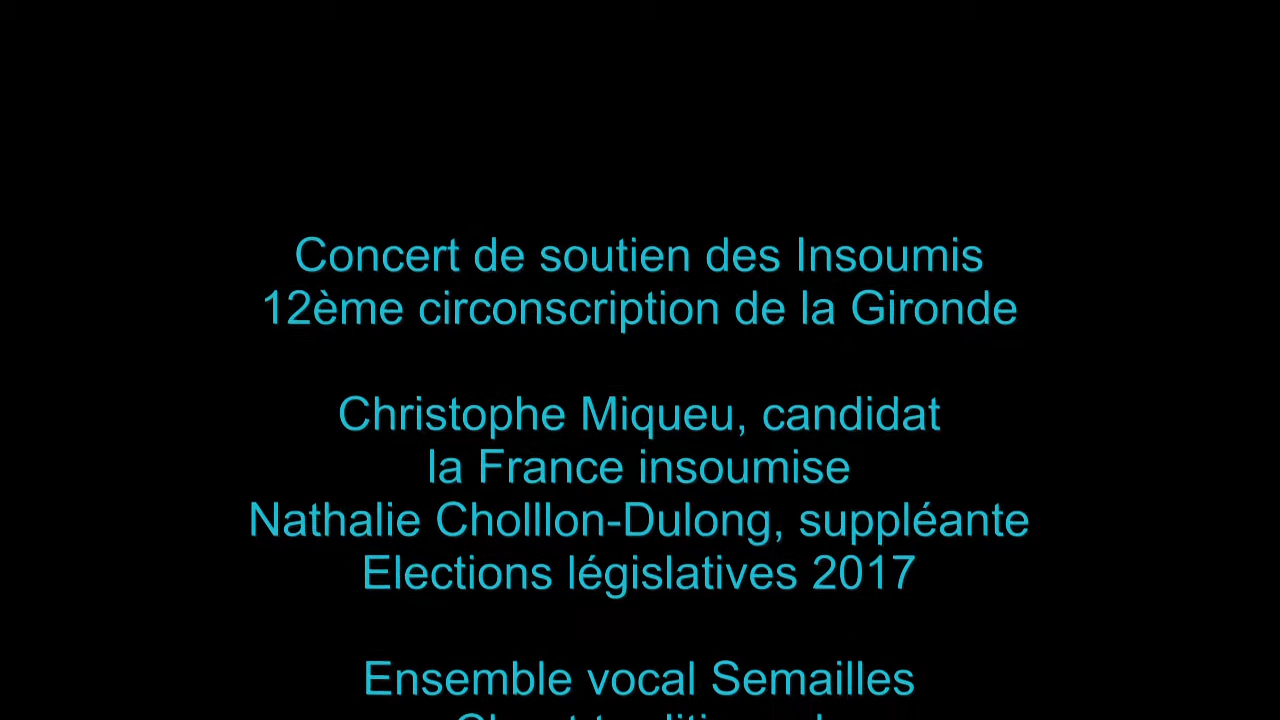 Concert de soutien des Insoumis
12ème circonscription de la Gironde
Christophe Miqueu, candidat
la France insoumise
Nathalie Cholllon-Dulong, suppléante
Elections législatives 2017
Ensemble vocal Semailles